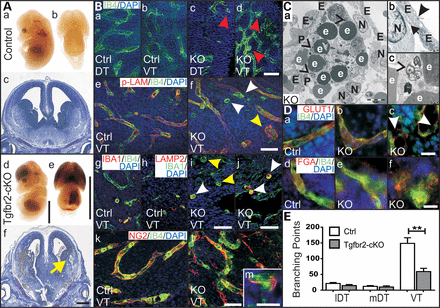 A
Control
a
b
c
Tgfbr2-cKO
d
e
f
B
IB4/DAPI
a
b
c
d
Ctrl
DT
Ctrl
VT
KO
DT
KO
VT
p-LAM/IB4/DAPI
e
f
Ctrl
VT
KO
VT
IBA1/
IB4/
DAPI
LAMP2/
IBA1/
DAPI
g
h
i
j
Ctrl
VT
Ctrl
VT
KO
VT
KO
VT
NG2/IB4/DAPI
k
l
m
Ctrl
VT
KO
VT
C
a
b
c
E
E
E
N
P
E
P
E
N
e
e
e
e
e
e
KO
E
N
e
e
e
D
GLUT1/
IB4/DAPI
a
b
c
Ctrl
KO
KO
FGA/IB4/DAPI
d
e
f
Ctrl
KO
KO
E
Branching Points
200
150
100
50
0
Ctrl
Tgfbr2-cKO
**
lDT
mDT
VT